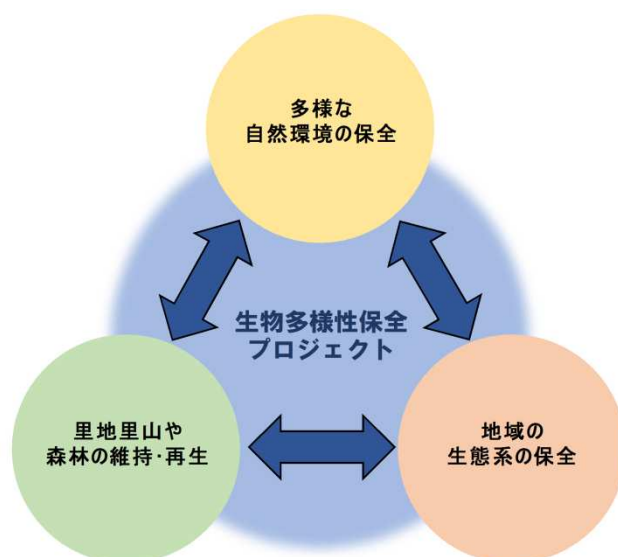 多様な
自然環境の保全
生物多様性保全
プロジェクト
里地里山や
森林の維持・再生
地域の
生態系の保全